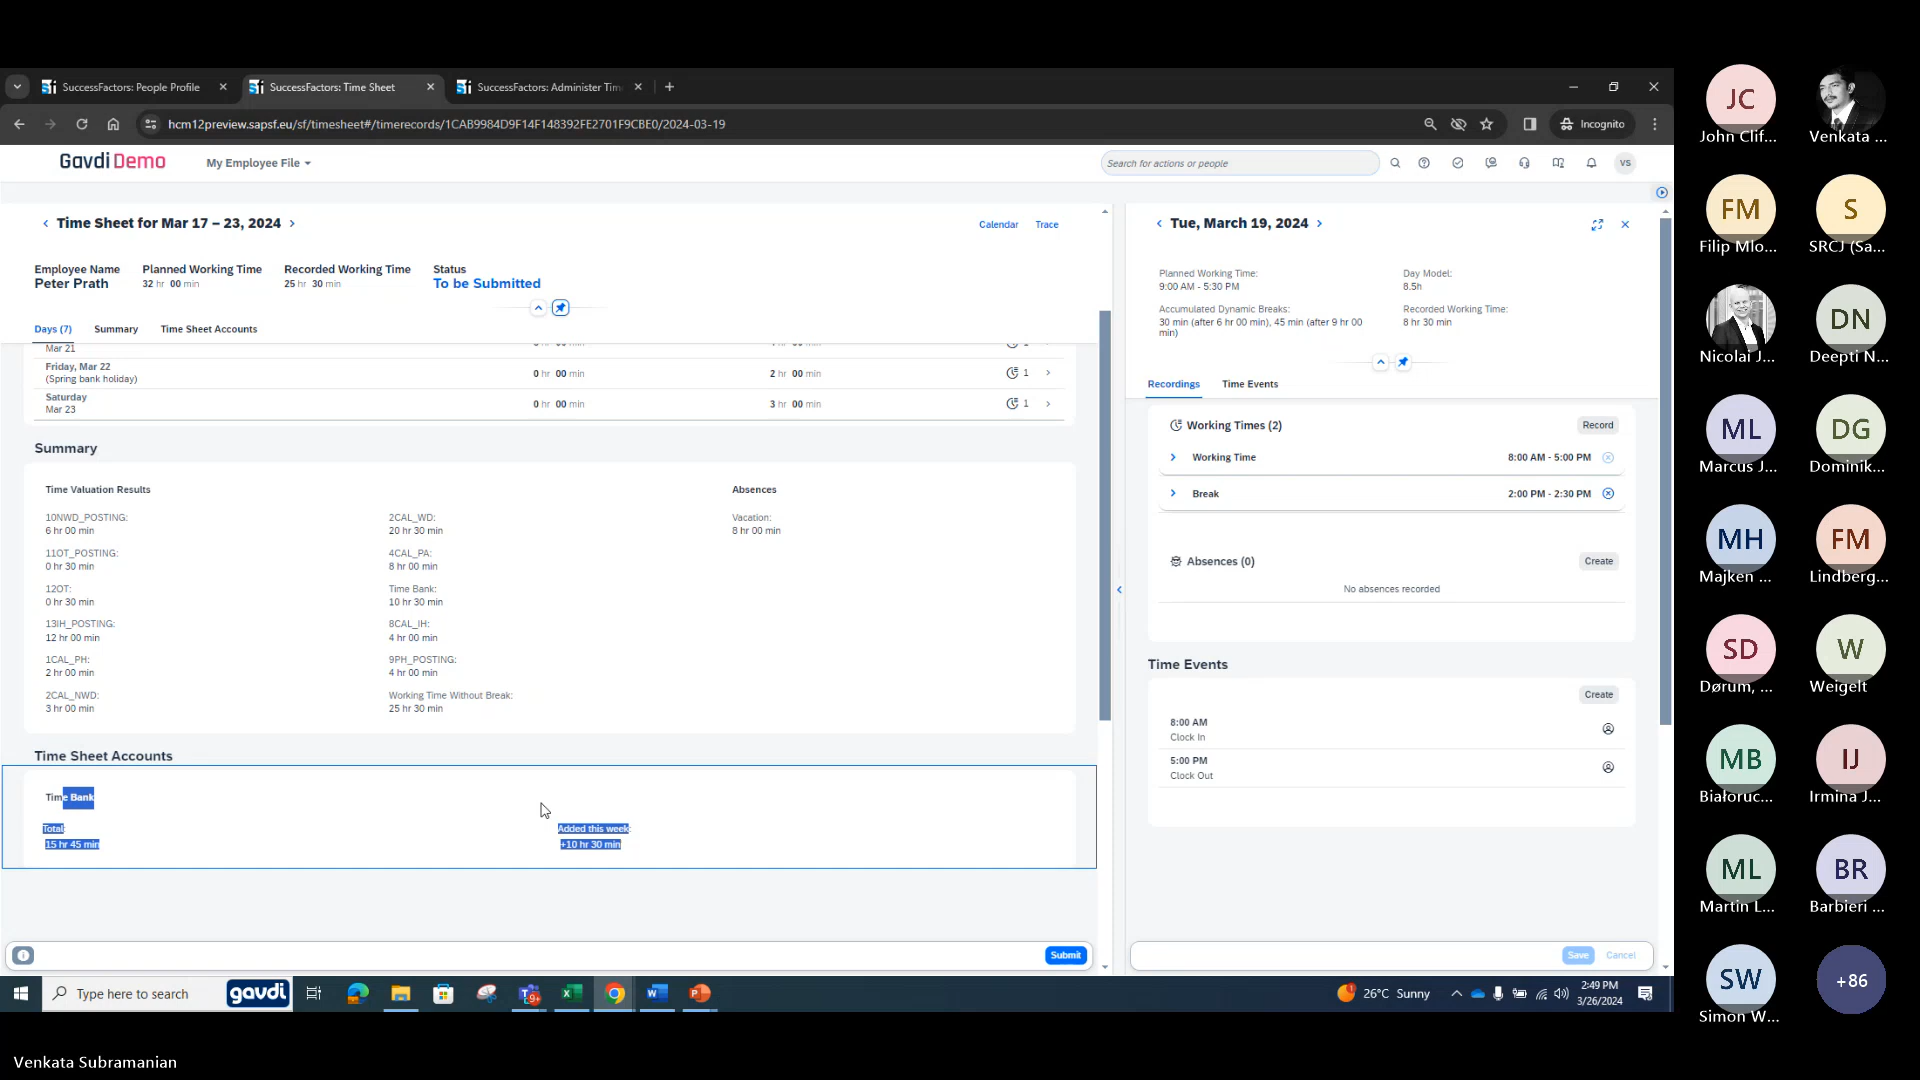 SuccessFactors: People Profile
SuccessFactors: Time Sheet
SuccessFactors: Administer Tim
hcm12preview.sapsf.eu/sf/timesheet#/timerecords/1CAB9984D9F14F148392FE2701F9CBE0/2024-03-19
Incognito
Gavdi Demo
My Employee File
Search for actions or people
VS
Time Sheet for Mar 17 – 23, 2024
Calendar
Trace
Employee Name
Peter Prath
Planned Working Time
32 hr 00 min
Recorded Working Time
25 hr 30 min
Status
To be Submitted
Days (7)
Summary
Time Sheet Accounts
Mar 21
Friday, Mar 22
(Spring bank holiday)
0 hr 00 min
2 hr 00 min
1
Saturday
Mar 23
0 hr 00 min
3 hr 00 min
1
Summary
Time Valuation Results
Absences
10NWD_POSTING:
6 hr 00 min
2CAL_WD:
20 hr 30 min
Vacation:
8 hr 00 min
11OT_POSTING:
0 hr 30 min
4CAL_PA:
8 hr 00 min
12OT:
0 hr 30 min
Time Bank:
10 hr 30 min
13IH_POSTING:
12 hr 00 min
8CAL_IH:
4 hr 00 min
1CAL_PH:
2 hr 00 min
9PH_POSTING:
4 hr 00 min
2CAL_NWD:
3 hr 00 min
Working Time Without Break:
25 hr 30 min
Time Sheet Accounts
Time Bank
Total:
15 hr 45 min
Added this week:
+10 hr 30 min
Submit
Tue, March 19, 2024
Planned Working Time:
9:00 AM - 5:30 PM
Day Model:
8.5h
Accumulated Dynamic Breaks:
30 min (after 6 hr 00 min), 45 min (after 9 hr 00
min)
Recorded Working Time:
8 hr 30 min
Recordings
Time Events
Working Times (2)
Record
Working Time
8:00 AM - 5:00 PM
Break
2:00 PM - 2:30 PM
Absences (0)
Create
No absences recorded
Time Events
Create
8:00 AM
Clock In
5:00 PM
Clock Out
Save
Cancel
Type here to search
gavdi
9+
26°C Sunny
2:49 PM
3/26/2024
JC
John Clif...
Venkata ...
FM
Filip Mlo...
S
SRCJ (Sa...
Nicolai J...
DN
Deepti N...
ML
Marcus J...
DG
Dominik...
MH
Majken ...
FM
Lindberg...
SD
Dørum, ...
W
Weigelt
MB
Białoruc...
IJ
Irmina J...
ML
Martin L...
BR
Barbieri ...
SW
Simon W...
+86
Venkata Subramanian